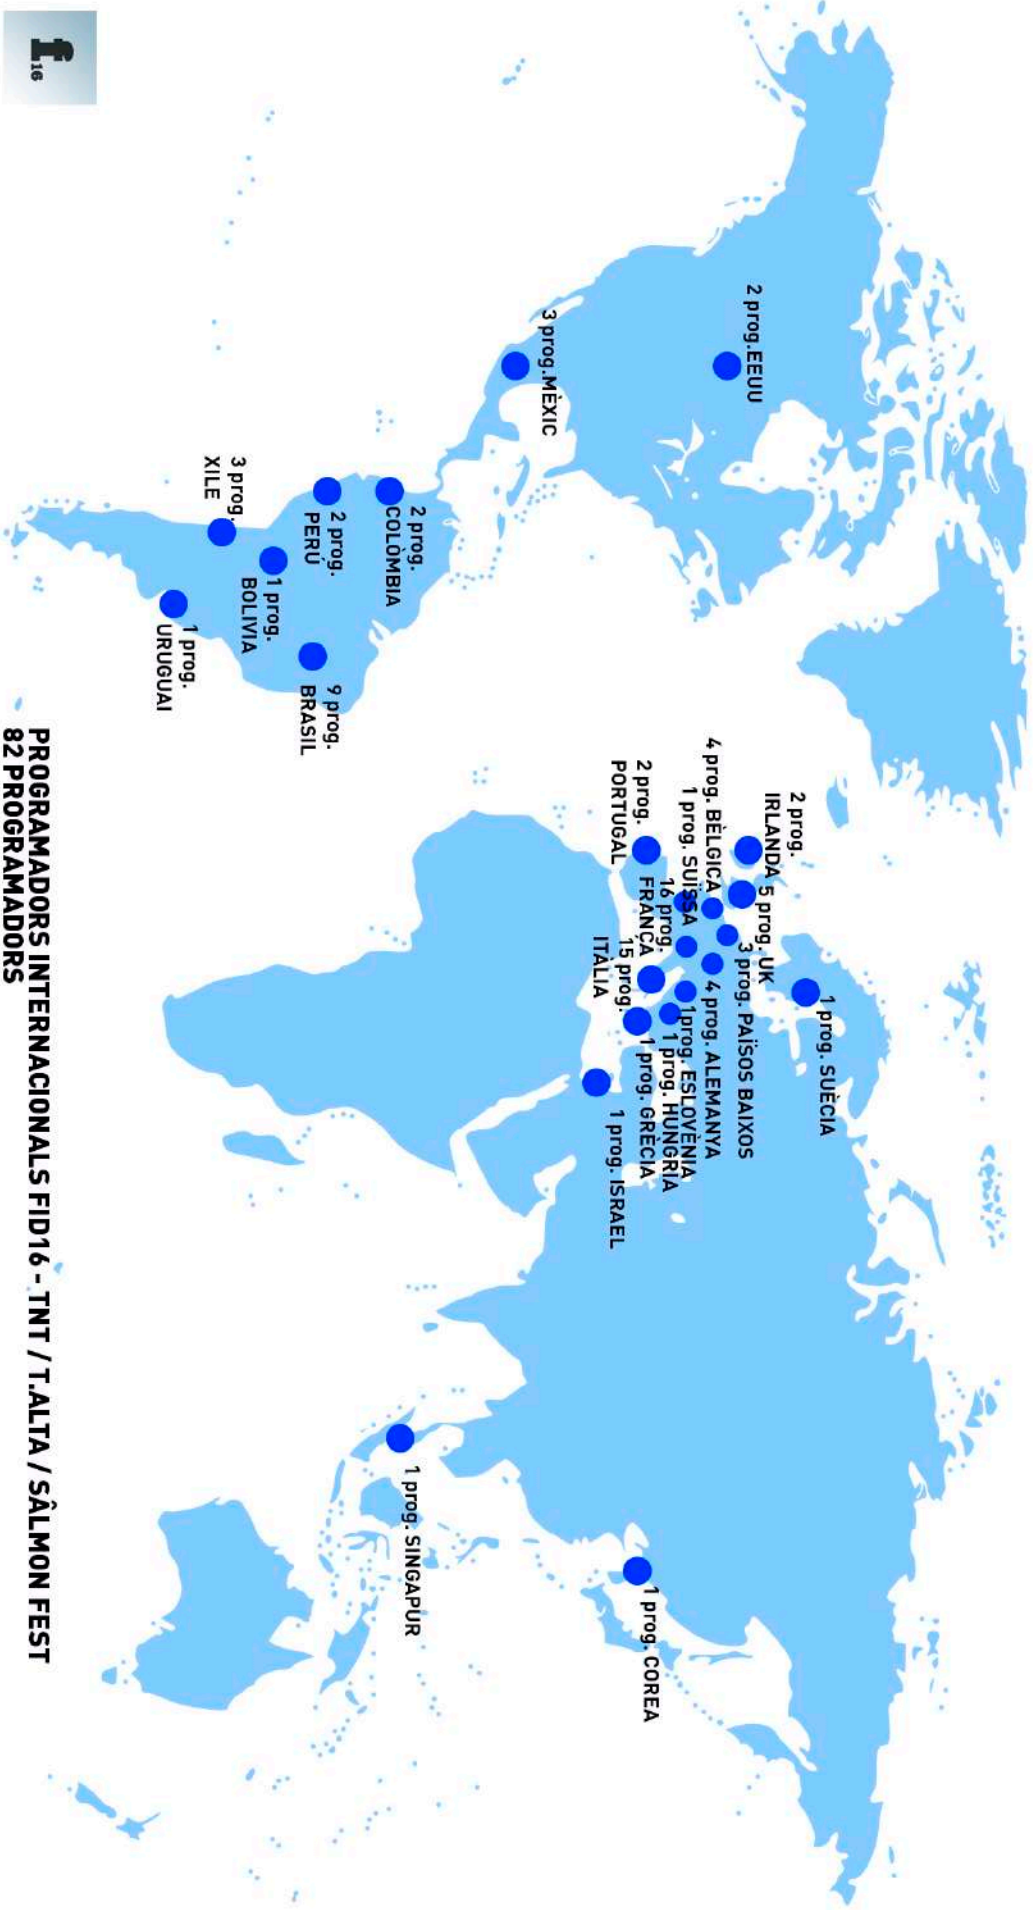 2 prog.EEUU
3 prog.MÈXIC
2 prog.
COLÒMBIA
2 prog.
PERÚ
3 prog.
XILE
1 prog.
BOLIVIA
1 prog.
URUGUAI
9 prog.
BRASIL
2 prog.
IRLANDA
5 prog. UK
1 prog. SUÈCIA
4 prog. BÈLGICA
3 prog. PAÏSOS BAIXOS
1 prog. SUÏSSA
4 prog. ALEMANYA
2 prog.
PORTUGAL
16 prog.
FRANÇA
1prog. ESLOVÈNIA
1 prog. HUNGRIA
15 prog.
ITÀLIA
1 prog. GRÈCIA
1 prog. ISRAEL
1 prog. SINGAPUR
1 prog. COREA
f16
PROGRAMADORS INTERNACIONALS FID16 - TNT / T.ALTA / SÂLMON FEST
82 PROGRAMADORS